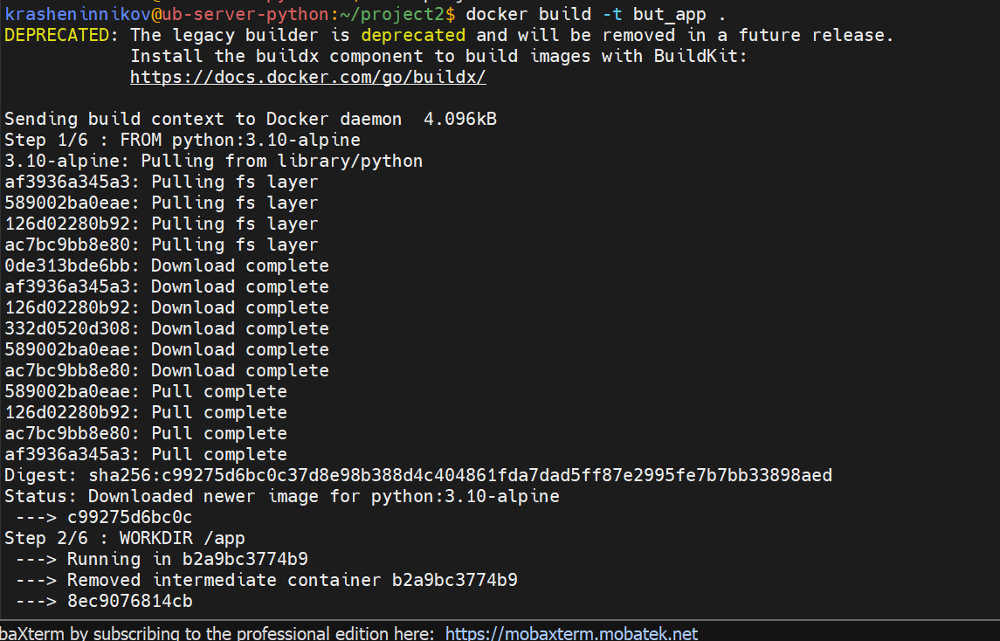 krasheninnikov@ub-server-python:~/project2$ docker build -t but_app .
DEPRECATED: The legacy builder is deprecated and will be removed in a future release.
            Install the buildx component to build images with BuildKit:
            https://docs.docker.com/go/buildx/

Sending build context to Docker daemon  4.096kB
Step 1/6 : FROM python:3.10-alpine
3.10-alpine: Pulling from library/python
af3936a345a3: Pulling fs layer
589002ba0eae: Pulling fs layer
126d02280b92: Pulling fs layer
ac7bc9bb8e80: Pulling fs layer
0de313bde6bb: Download complete
af3936a345a3: Download complete
126d02280b92: Download complete
332d0520d308: Download complete
589002ba0eae: Download complete
ac7bc9bb8e80: Download complete
589002ba0eae: Pull complete
126d02280b92: Pull complete
ac7bc9bb8e80: Pull complete
af3936a345a3: Pull complete
Digest: sha256:c99275d6bc0c37d8e98b388d4c404861fda7dad5ff87e2995fe7b7bb33898aed
Status: Downloaded newer image for python:3.10-alpine
 ---> c99275d6bc0c
Step 2/6 : WORKDIR /app
 ---> Running in b2a9bc3774b9
 ---> Removed intermediate container b2a9bc3774b9
 ---> 8ec9076814cb
baXterm by subscribing to the professional edition here: https://mobaxterm.mobatek.net